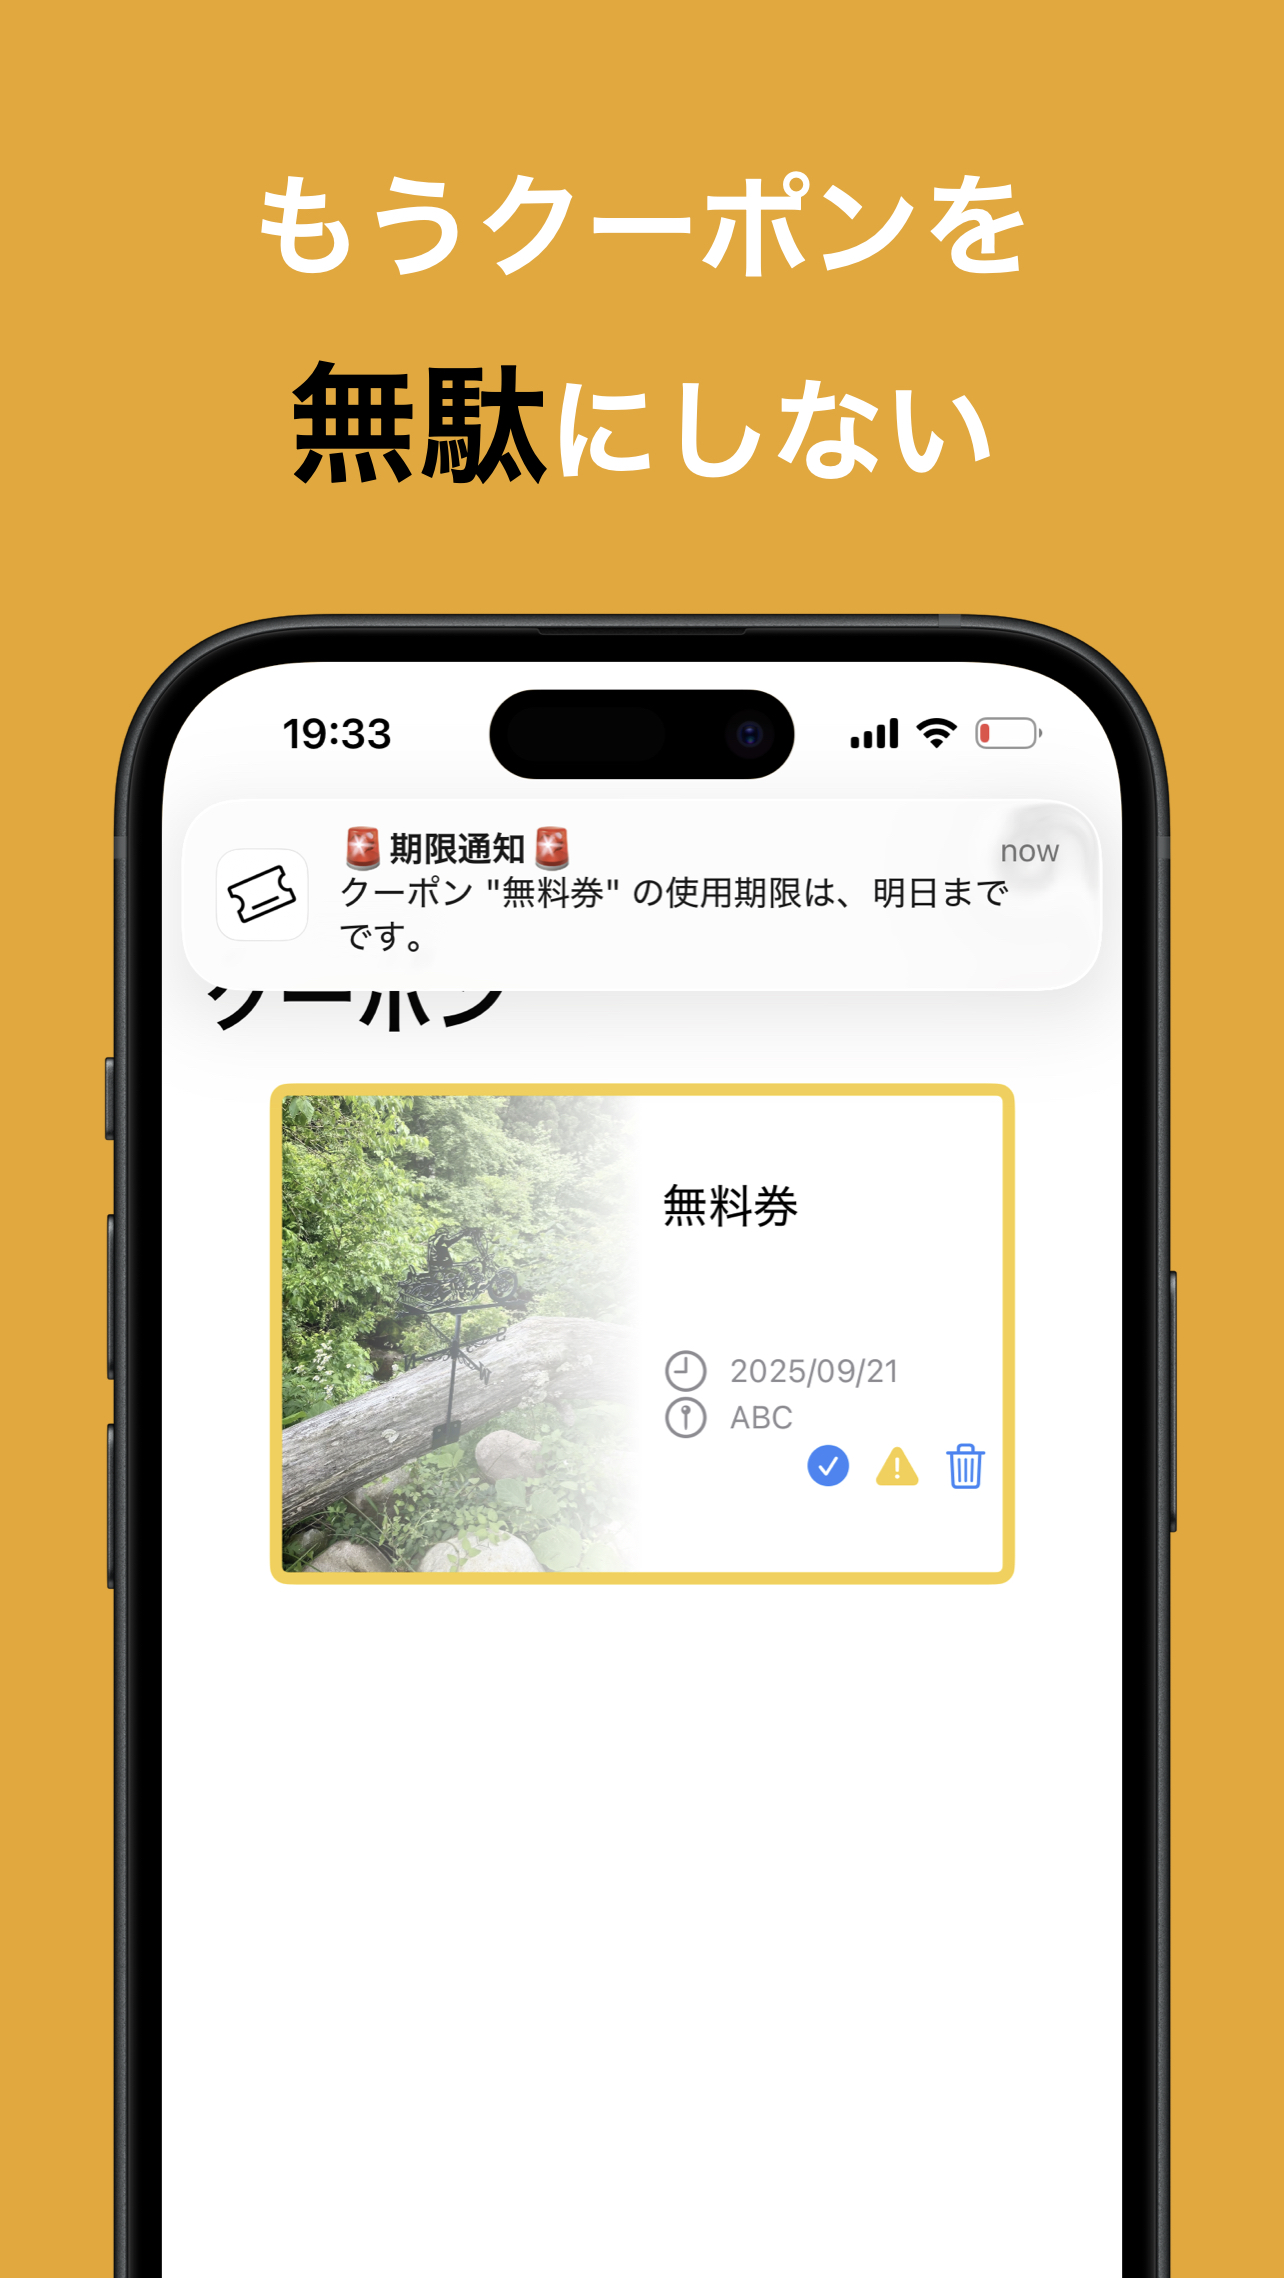 もうクーポンを
無駄にしない
19:33
🚨 期限通知 🚨
now
クーポン "無料券" の使用期限は、明日まで
です。
クーポン
無料券
2025/09/21
ABC